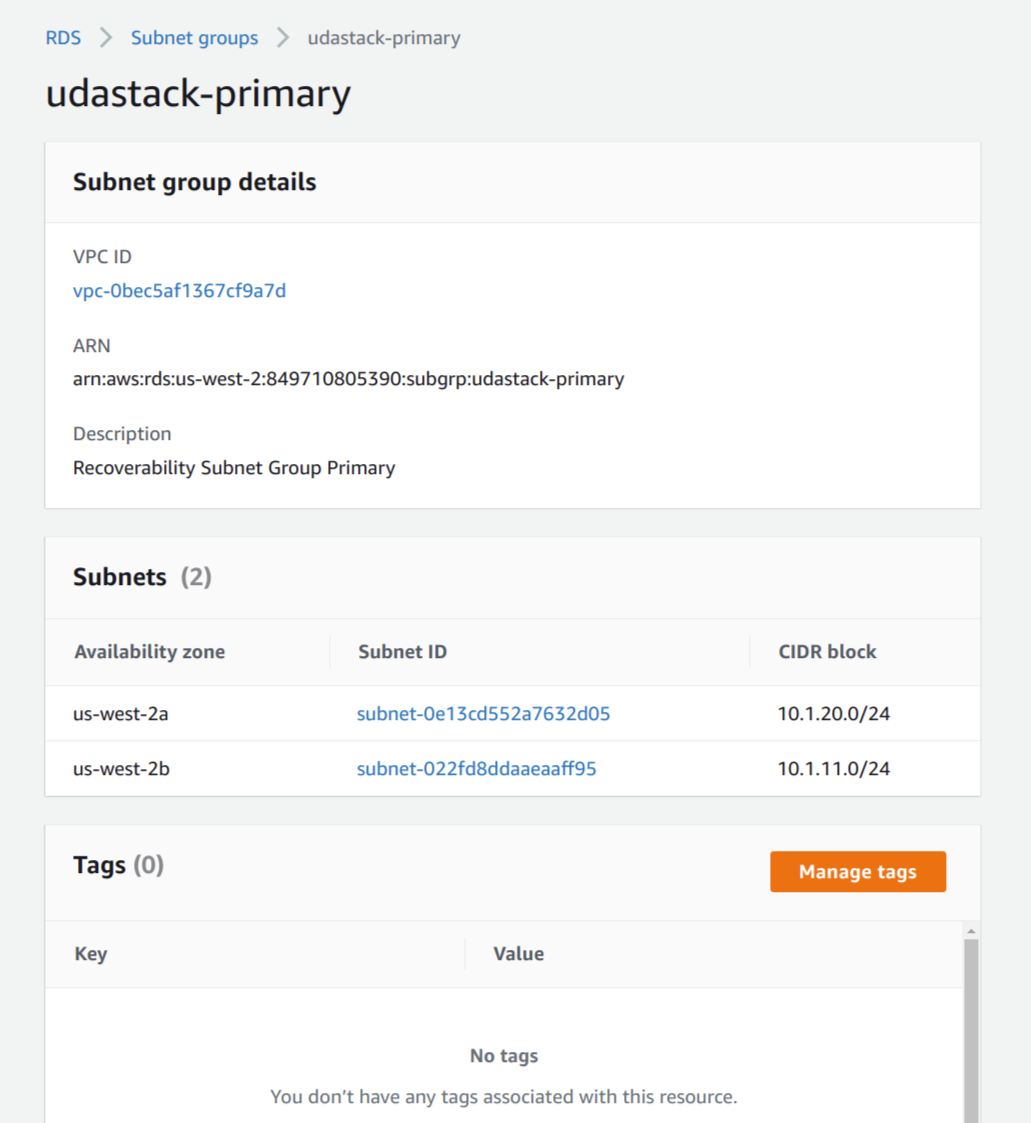 RDS > Subnet groups > udastack-primary
udastack-primary
Subnet group details
VPC ID
vpc-0bec5af1367cf9a7d
ARN
arn:aws:rds:us-west-2:849710805390:subgrp:udastack-primary
Description
Recoverability Subnet Group Primary
Subnets (2)
Availability zone Subnet ID CIDR block
us-west-2a subnet-0e13cd552a7632d05 10.1.20.0/24
us-west-2b subnet-022fd8ddaaeaaff95 10.1.11.0/24
Tags (0) Manage tags
Key Value
No tags
You don't have any tags associated with this resource.